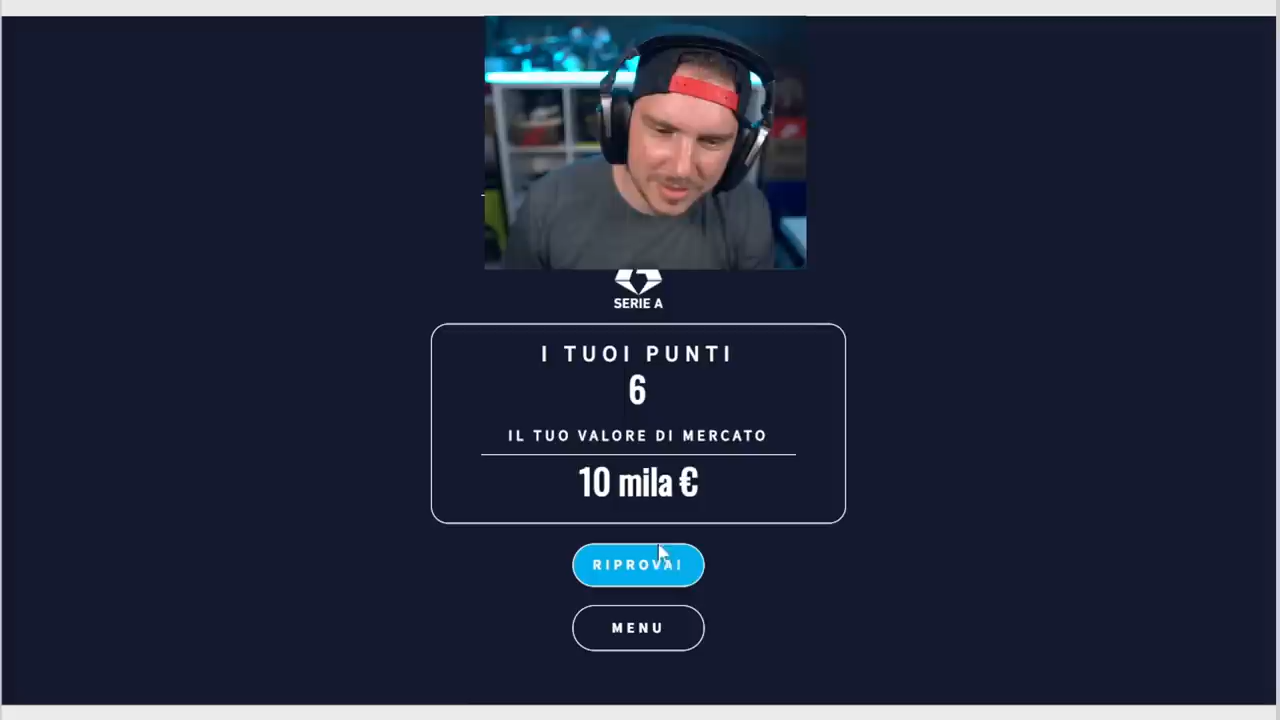 SERIE A
I TUOI PUNTI
6
IL TUO VALORE DI MERCATO
10 mila €
RIPROVA!
MENU